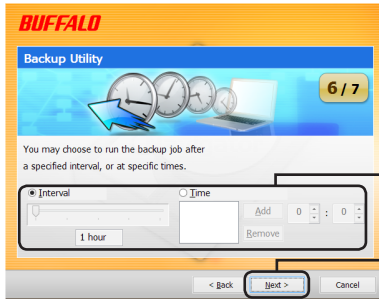 BUFFALO
Backup Utility
6 / 7
You may choose to run the backup job after
a specified interval, or at specific times.
Interval
Time
Add
0 : 0
1 hour
Remove
< Back
Next >
Cancel